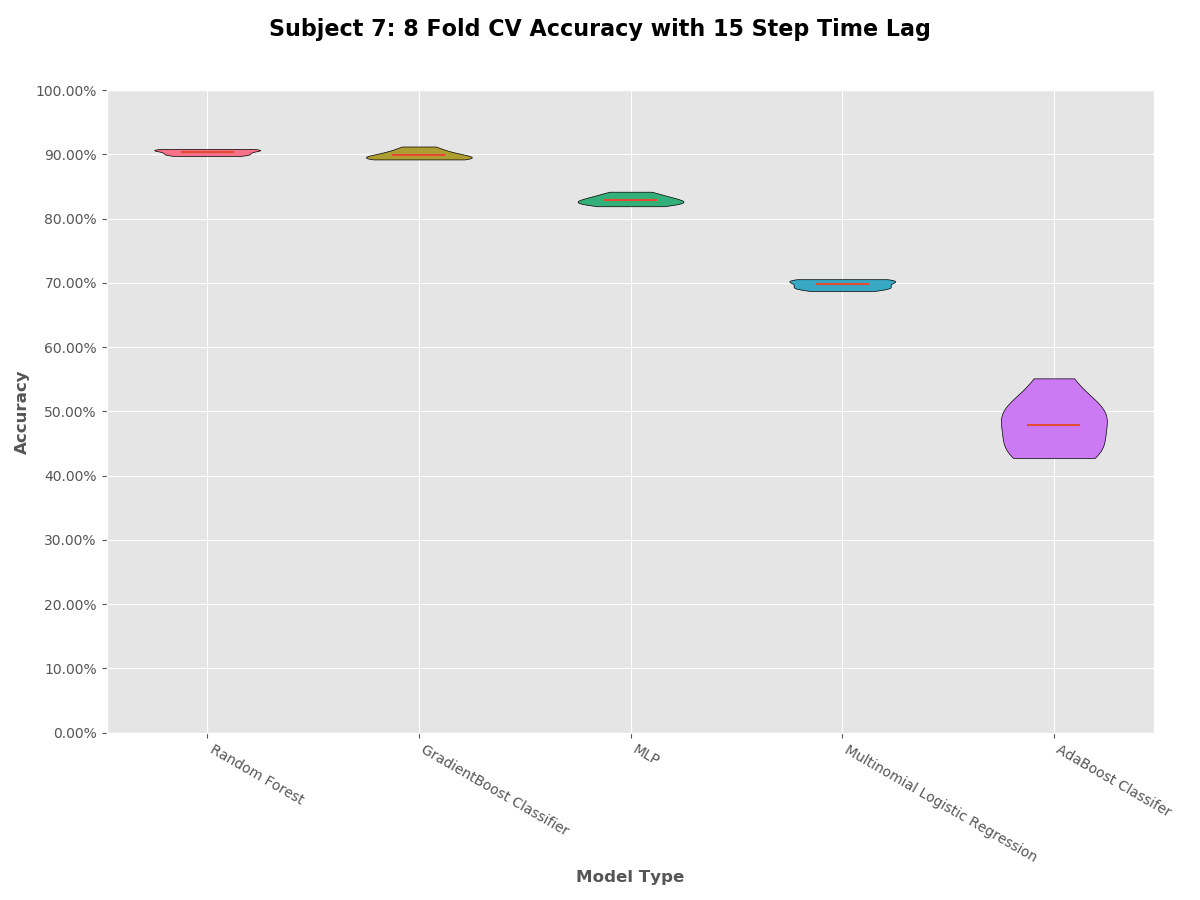 Subject 7: 8 Fold CV Accuracy with 15 Step Time Lag
100.00%
90.00%
80.00%
70.00%
60.00%
50.00%
40.00%
30.00%
20.00%
10.00%
0.00%
Accuracy
Random Forest
GradientBoost Classifier
MLP
Multinomial Logistic Regression
AdaBoost Classifer
Model Type